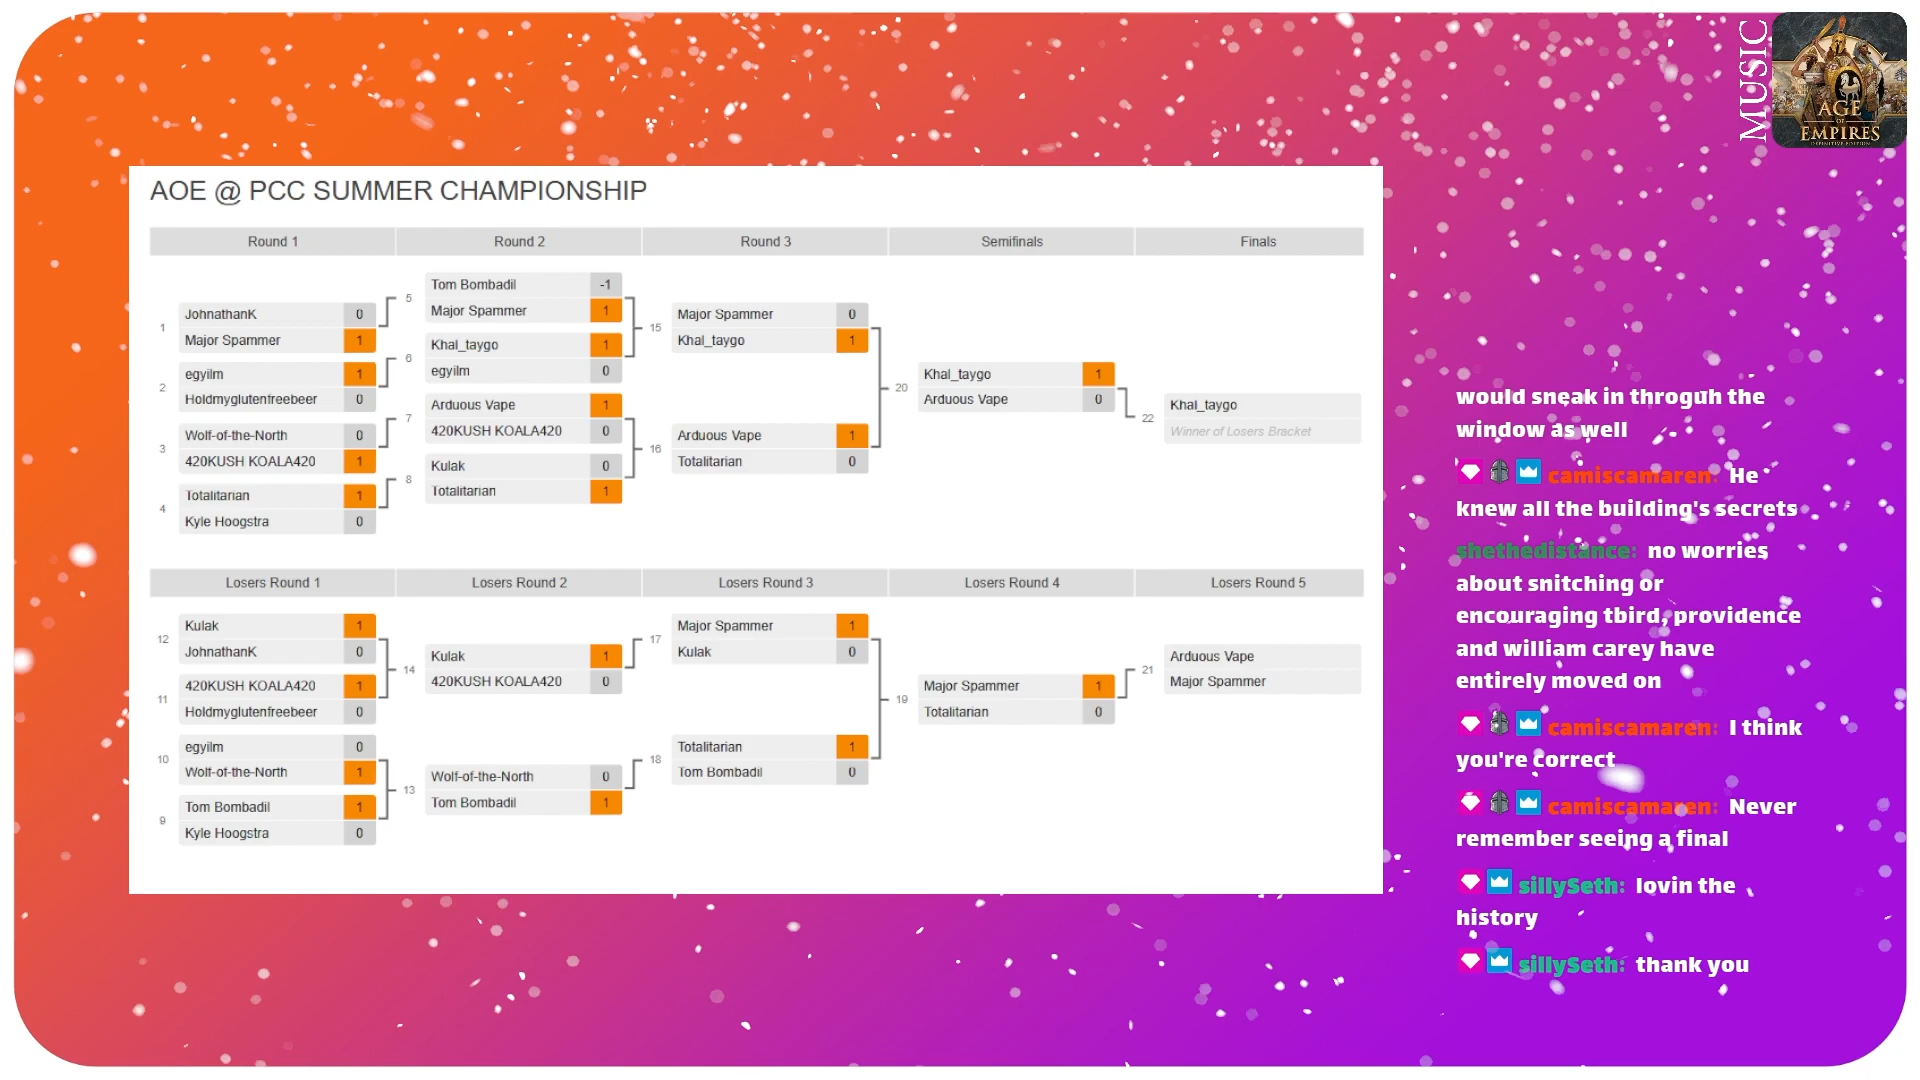 MUSIC
AGE
OF
EMPIRES
DEFINITIVE EDITION
AOE @ PCC SUMMER CHAMPIONSHIP
Round 1
Round 2
Round 3
Semifinals
Finals
1
JohnathanK 0
Major Spammer 1
2
egyilm 1
Holdmyglutenfreebeer 0
3
Wolf-of-the-North 0
420KUSH KOALA420 1
4
Totalitarian 1
Kyle Hoogstra 0
5
Tom Bombadil -1
Major Spammer 1
6
Khal_taygo 1
egyilm 0
7
Arduous Vape 1
420KUSH KOALA420 0
8
Kulak 0
Totalitarian 1
15
Major Spammer 0
Khal_taygo 1
16
Arduous Vape 1
Totalitarian 0
20
Khal_taygo 1
Arduous Vape 0
22
Khal_taygo
Winner of Losers Bracket
Losers Round 1
Losers Round 2
Losers Round 3
Losers Round 4
Losers Round 5
12
Kulak 1
JohnathanK 0
11
420KUSH KOALA420 1
Holdmyglutenfreebeer 0
10
egyilm 0
Wolf-of-the-North 1
9
Tom Bombadil 1
Kyle Hoogstra 0
14
Kulak 1
420KUSH KOALA420 0
13
Wolf-of-the-North 0
Tom Bombadil 1
17
Major Spammer 1
Kulak 0
18
Totalitarian 1
Tom Bombadil 0
19
Major Spammer 1
Totalitarian 0
21
Arduous Vape
Major Spammer
would sneak in throguh the
window as well
camiscamaren: He
knew all the building's secrets
shethedistance: no worries
about snitching or
encouraging tbird, providence
and william carey have
entirely moved on
camiscamaren: I think
you're correct
camiscamaren: Never
remember seeing a final
sillySeth: lovin the
history
sillySeth: thank you